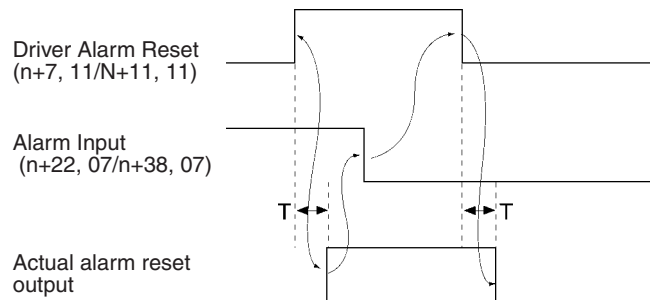 Driver Alarm Reset
(n+7, 11/N+11, 11)
Alarm Input
(n+22, 07/n+38, 07)
T
T
Actual alarm reset
output